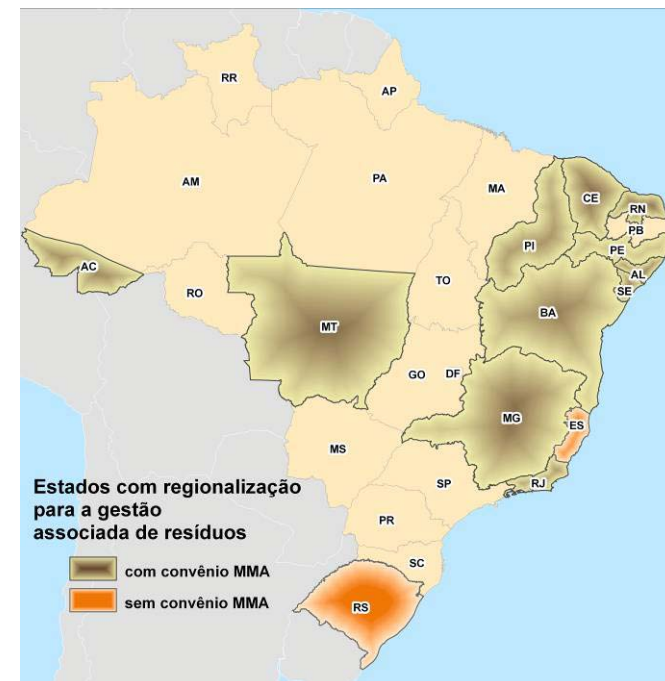 RR
AP
AM
PA
MA
CE
RN
PB
PI
PE
AC
AL
SE
TO
RO
BA
MT
GO
DF
MG
ES
MS
Estados com regionalização
para a gestão
associada de resíduos
SP
RJ
PR
com convênio MMA
SC
sem convênio MMA
RS